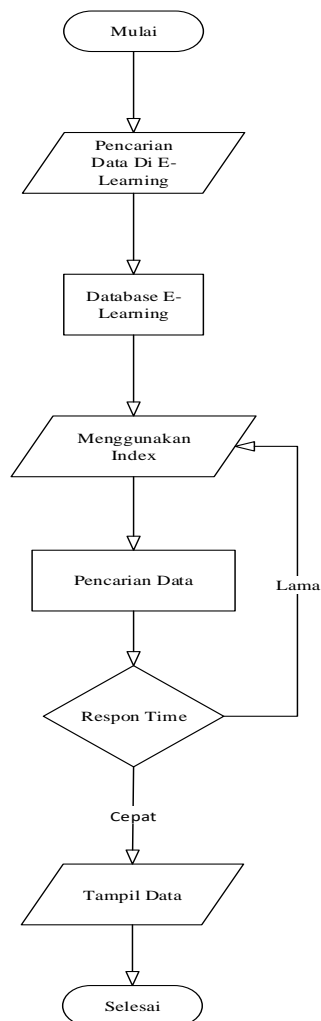 Mulai
Pencarian
Data Di E-
Learning
Database E-
Learning
Menggunakan
Index
Pencarian Data
Lama
Respon Time
Cepat
Tampil Data
Selesai